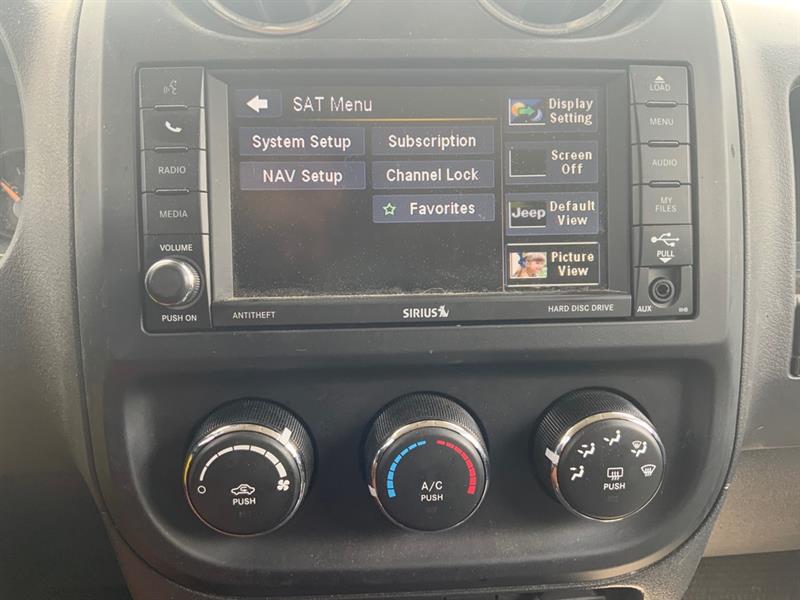 LOAD
MENU
AUDIO
MY
FILES
PULL
AUX
RADIO
MEDIA
VOLUME
PUSH ON
SAT Menu
System Setup
Subscription
NAV Setup
Channel Lock
Favorites
Display
Setting
Screen
Off
Jeep
Default
View
Picture
View
ANTITHEFT
SIRIUS
HARD DISC DRIVE
PUSH
A/C
PUSH
PUSH